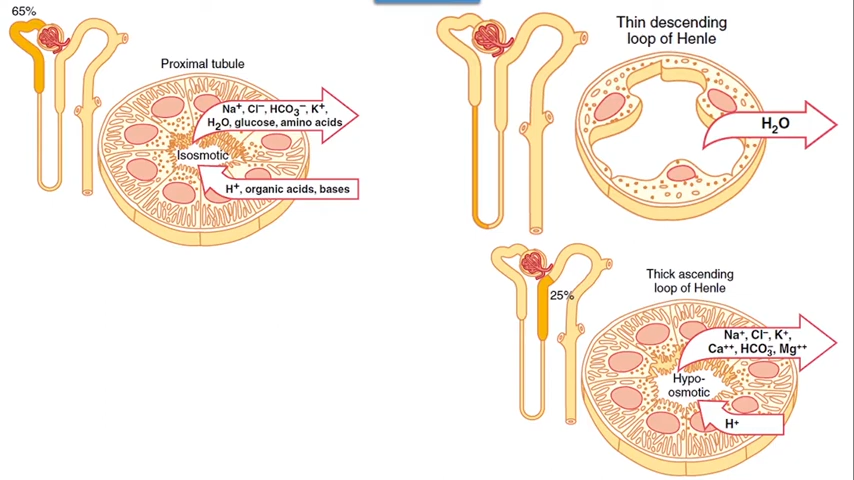 65%
Proximal tubule
Na⁺, Cl⁻, HCO₃⁻, K⁺,
H₂O, glucose, amino acids
Isosmotic
H⁺, organic acids, bases
Thin descending
loop of Henle
H₂O
25%
Thick ascending
loop of Henle
Na⁺, Cl⁻, K⁺,
Ca⁺⁺, HCO₃⁻, Mg⁺⁺
Hypo-
osmotic
H⁺